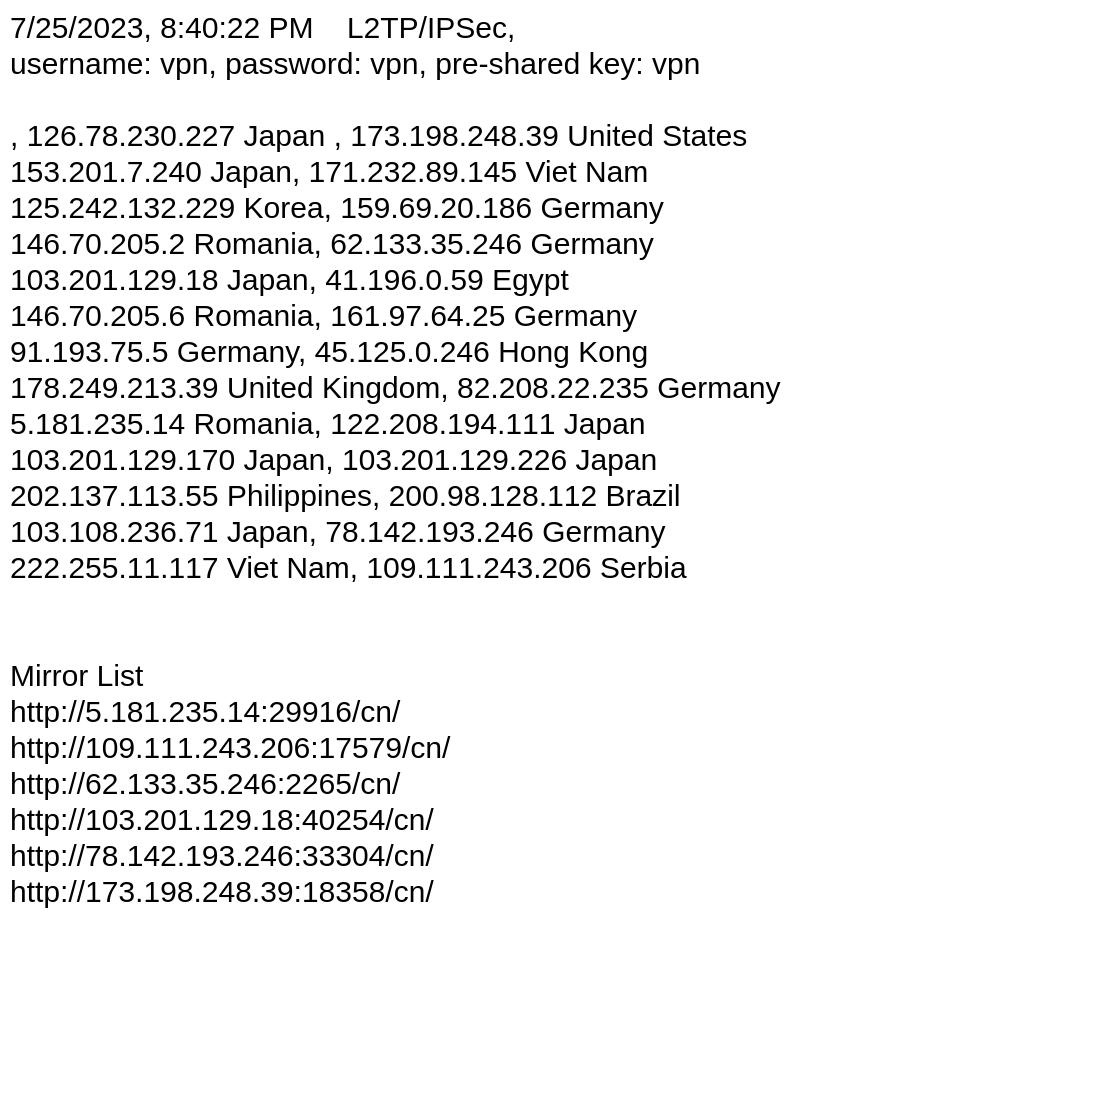 7/25/2023, 8:40:22 PM    L2TP/IPSec,
username: vpn, password: vpn, pre-shared key: vpn
, 126.78.230.227 Japan , 173.198.248.39 United States
153.201.7.240 Japan, 171.232.89.145 Viet Nam
125.242.132.229 Korea, 159.69.20.186 Germany
146.70.205.2 Romania, 62.133.35.246 Germany
103.201.129.18 Japan, 41.196.0.59 Egypt
146.70.205.6 Romania, 161.97.64.25 Germany
91.193.75.5 Germany, 45.125.0.246 Hong Kong
178.249.213.39 United Kingdom, 82.208.22.235 Germany
5.181.235.14 Romania, 122.208.194.111 Japan
103.201.129.170 Japan, 103.201.129.226 Japan
202.137.113.55 Philippines, 200.98.128.112 Brazil
103.108.236.71 Japan, 78.142.193.246 Germany
222.255.11.117 Viet Nam, 109.111.243.206 Serbia
Mirror List
http://5.181.235.14:29916/cn/
http://109.111.243.206:17579/cn/
http://62.133.35.246:2265/cn/
http://103.201.129.18:40254/cn/
http://78.142.193.246:33304/cn/
http://173.198.248.39:18358/cn/